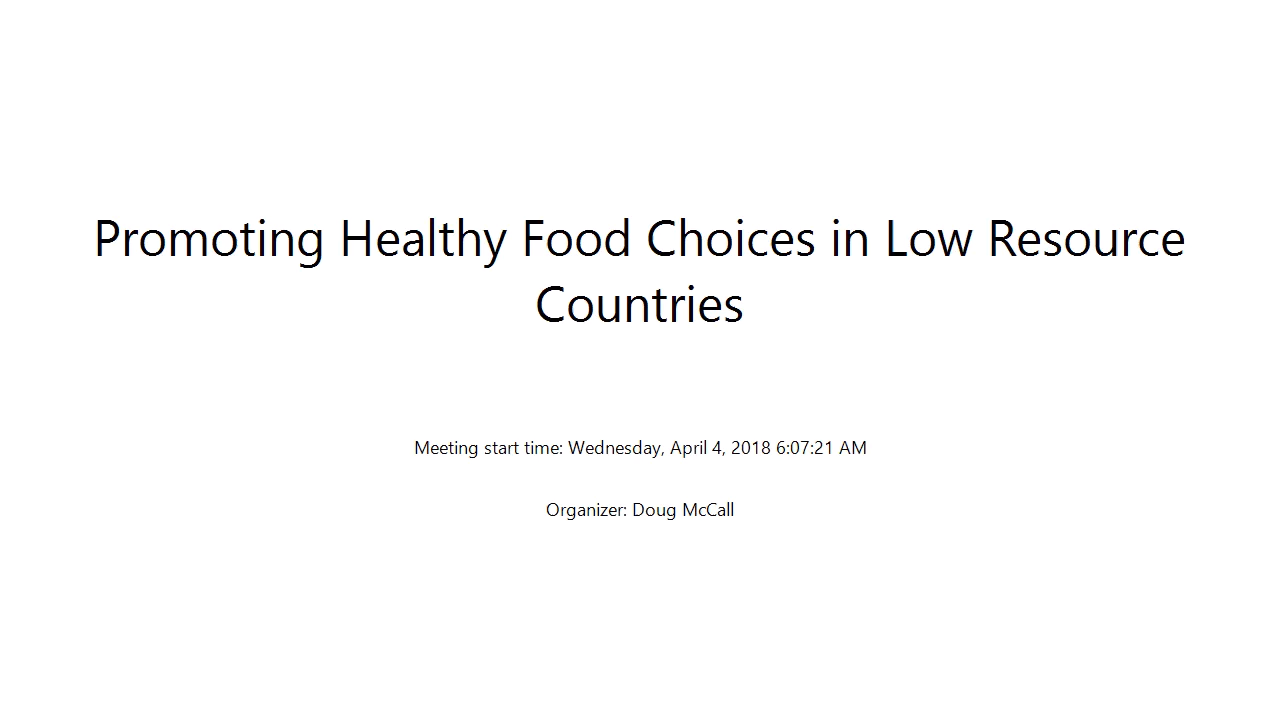 Promoting Healthy Food Choices in Low Resource
Countries
Meeting start time: Wednesday, April 4, 2018 6:07:21 AM
Organizer: Doug McCall